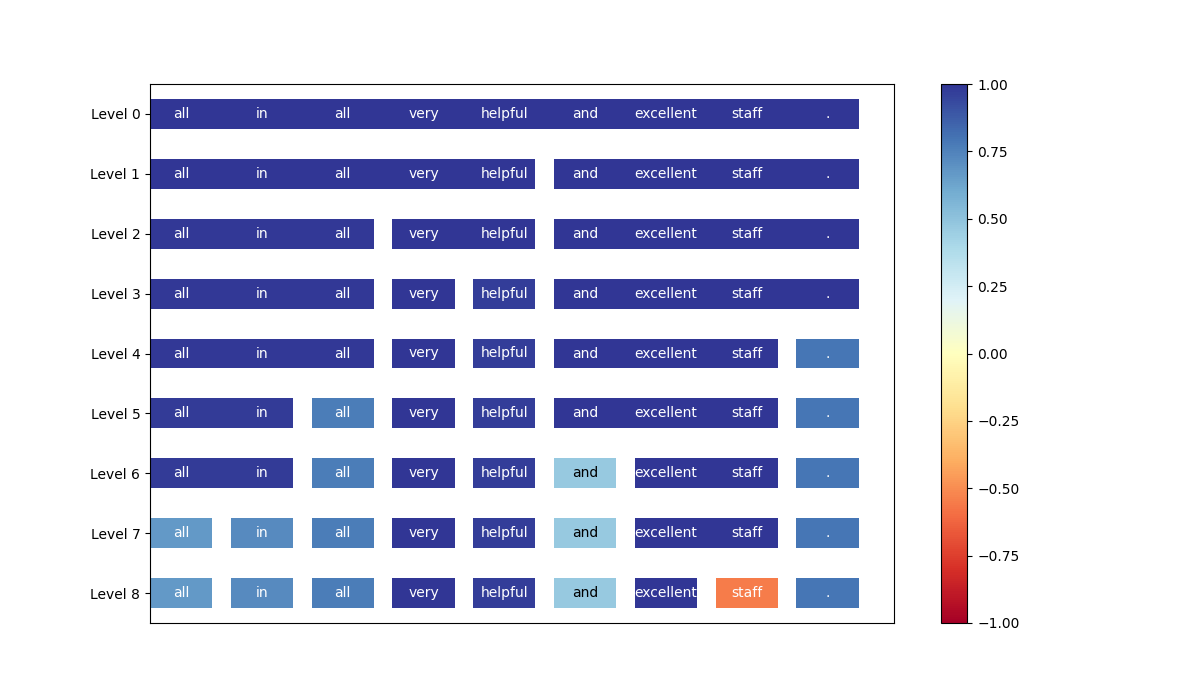 Level 0 all in all very helpful and excellent staff .
Level 1 all in all very helpful and excellent staff .
Level 2 all in all very helpful and excellent staff .
Level 3 all in all very helpful and excellent staff .
Level 4 all in all very helpful and excellent staff .
Level 5 all in all very helpful and excellent staff .
Level 6 all in all very helpful and excellent staff .
Level 7 all in all very helpful and excellent staff .
Level 8 all in all very helpful and excellent staff .
1.00
0.75
0.50
0.25
0.00
−0.25
−0.50
−0.75
−1.00